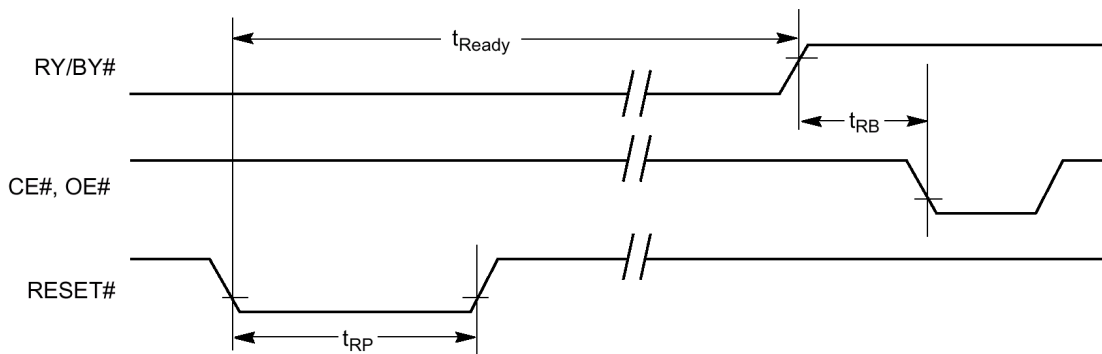 tReady
RY/BY#
tRB
CE#, OE#
RESET#
tRP